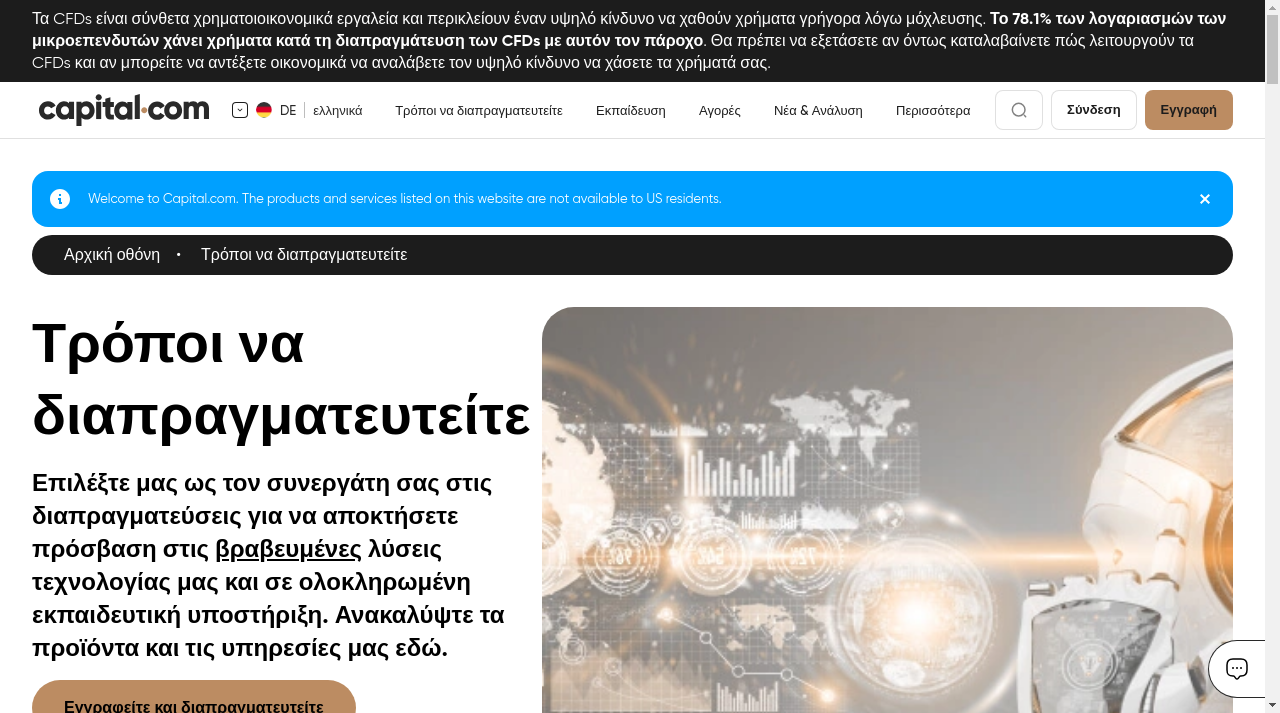 Τα CFDs είναι σύνθετα χρηματοιοικονομικά εργαλεία και περικλείουν έναν υψηλό κίνδυνο να χαθούν χρήματα γρήγορα λόγω μόχλευσης. Το 78.1% των λογαριασμών των
μικροεπενδυτών χάνει χρήματα κατά τη διαπραγμάτευση των CFDs με αυτόν τον πάροχο. Θα πρέπει να εξετάσετε αν όντως καταλαβαίνετε πώς λειτουργούν τα
CFDs και αν μπορείτε να αντέξετε οικονομικά να αναλάβετε τον υψηλό κίνδυνο να χάσετε τα χρήματά σας.
capital.com DE ελληνικά Τρόποι να διαπραγματευτείτε Εκπαίδευση Αγορές Νέα & Ανάλυση Περισσότερα Σύνδεση Εγγραφή
Welcome to Capital.com. The products and services listed on this website are not available to US residents.
Αρχική οθόνη • Τρόποι να διαπραγματευτείτε
Τρόποι να
διαπραγματευτείτε
Επιλέξτε μας ως τον συνεργάτη σας στις
διαπραγματεύσεις για να αποκτήσετε
πρόσβαση στις βραβευμένες λύσεις
τεχνολογίας μας και σε ολοκληρωμένη
εκπαιδευτική υποστήριξη. Ανακαλύψτε τα
προϊόντα και τις υπηρεσίες μας εδώ.
Εγγραφείτε και διαπραγματευτείτε